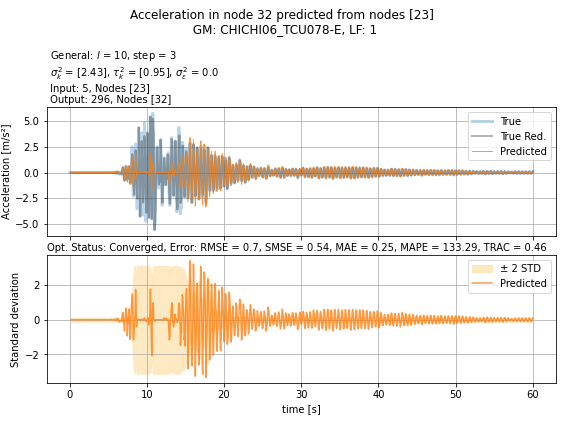 Acceleration in node 32 predicted from nodes [23]
GM: CHICHI06_TCU078-E, LF: 1
General: l = 10, step = 3
σ²ₖ = [2.43], τ²ₖ = [0.95], σ²ε = 0.0
Input: 5, Nodes [23]
Output: 296, Nodes [32]
Acceleration [m/s²]
5.0
2.5
0.0
−2.5
−5.0
True
True Red.
Predicted
Opt. Status: Converged, Error: RMSE = 0.7, SMSE = 0.54, MAE = 0.25, MAPE = 133.29, TRAC = 0.46
Standard deviation
2
0
−2
± 2 STD
Predicted
0 10 20 30 40 50 60
time [s]